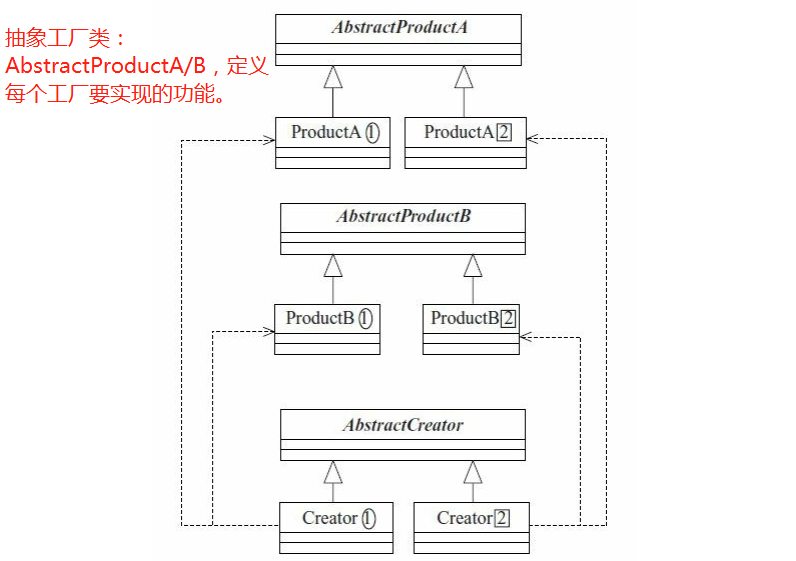 抽象工厂类：
AbstractProductA/B，定义
每个工厂要实现的功能。
AbstractProductA
ProductA 1
ProductA 2
AbstractProductB
ProductB 1
ProductB 2
AbstractCreator
Creator 1
Creator 2